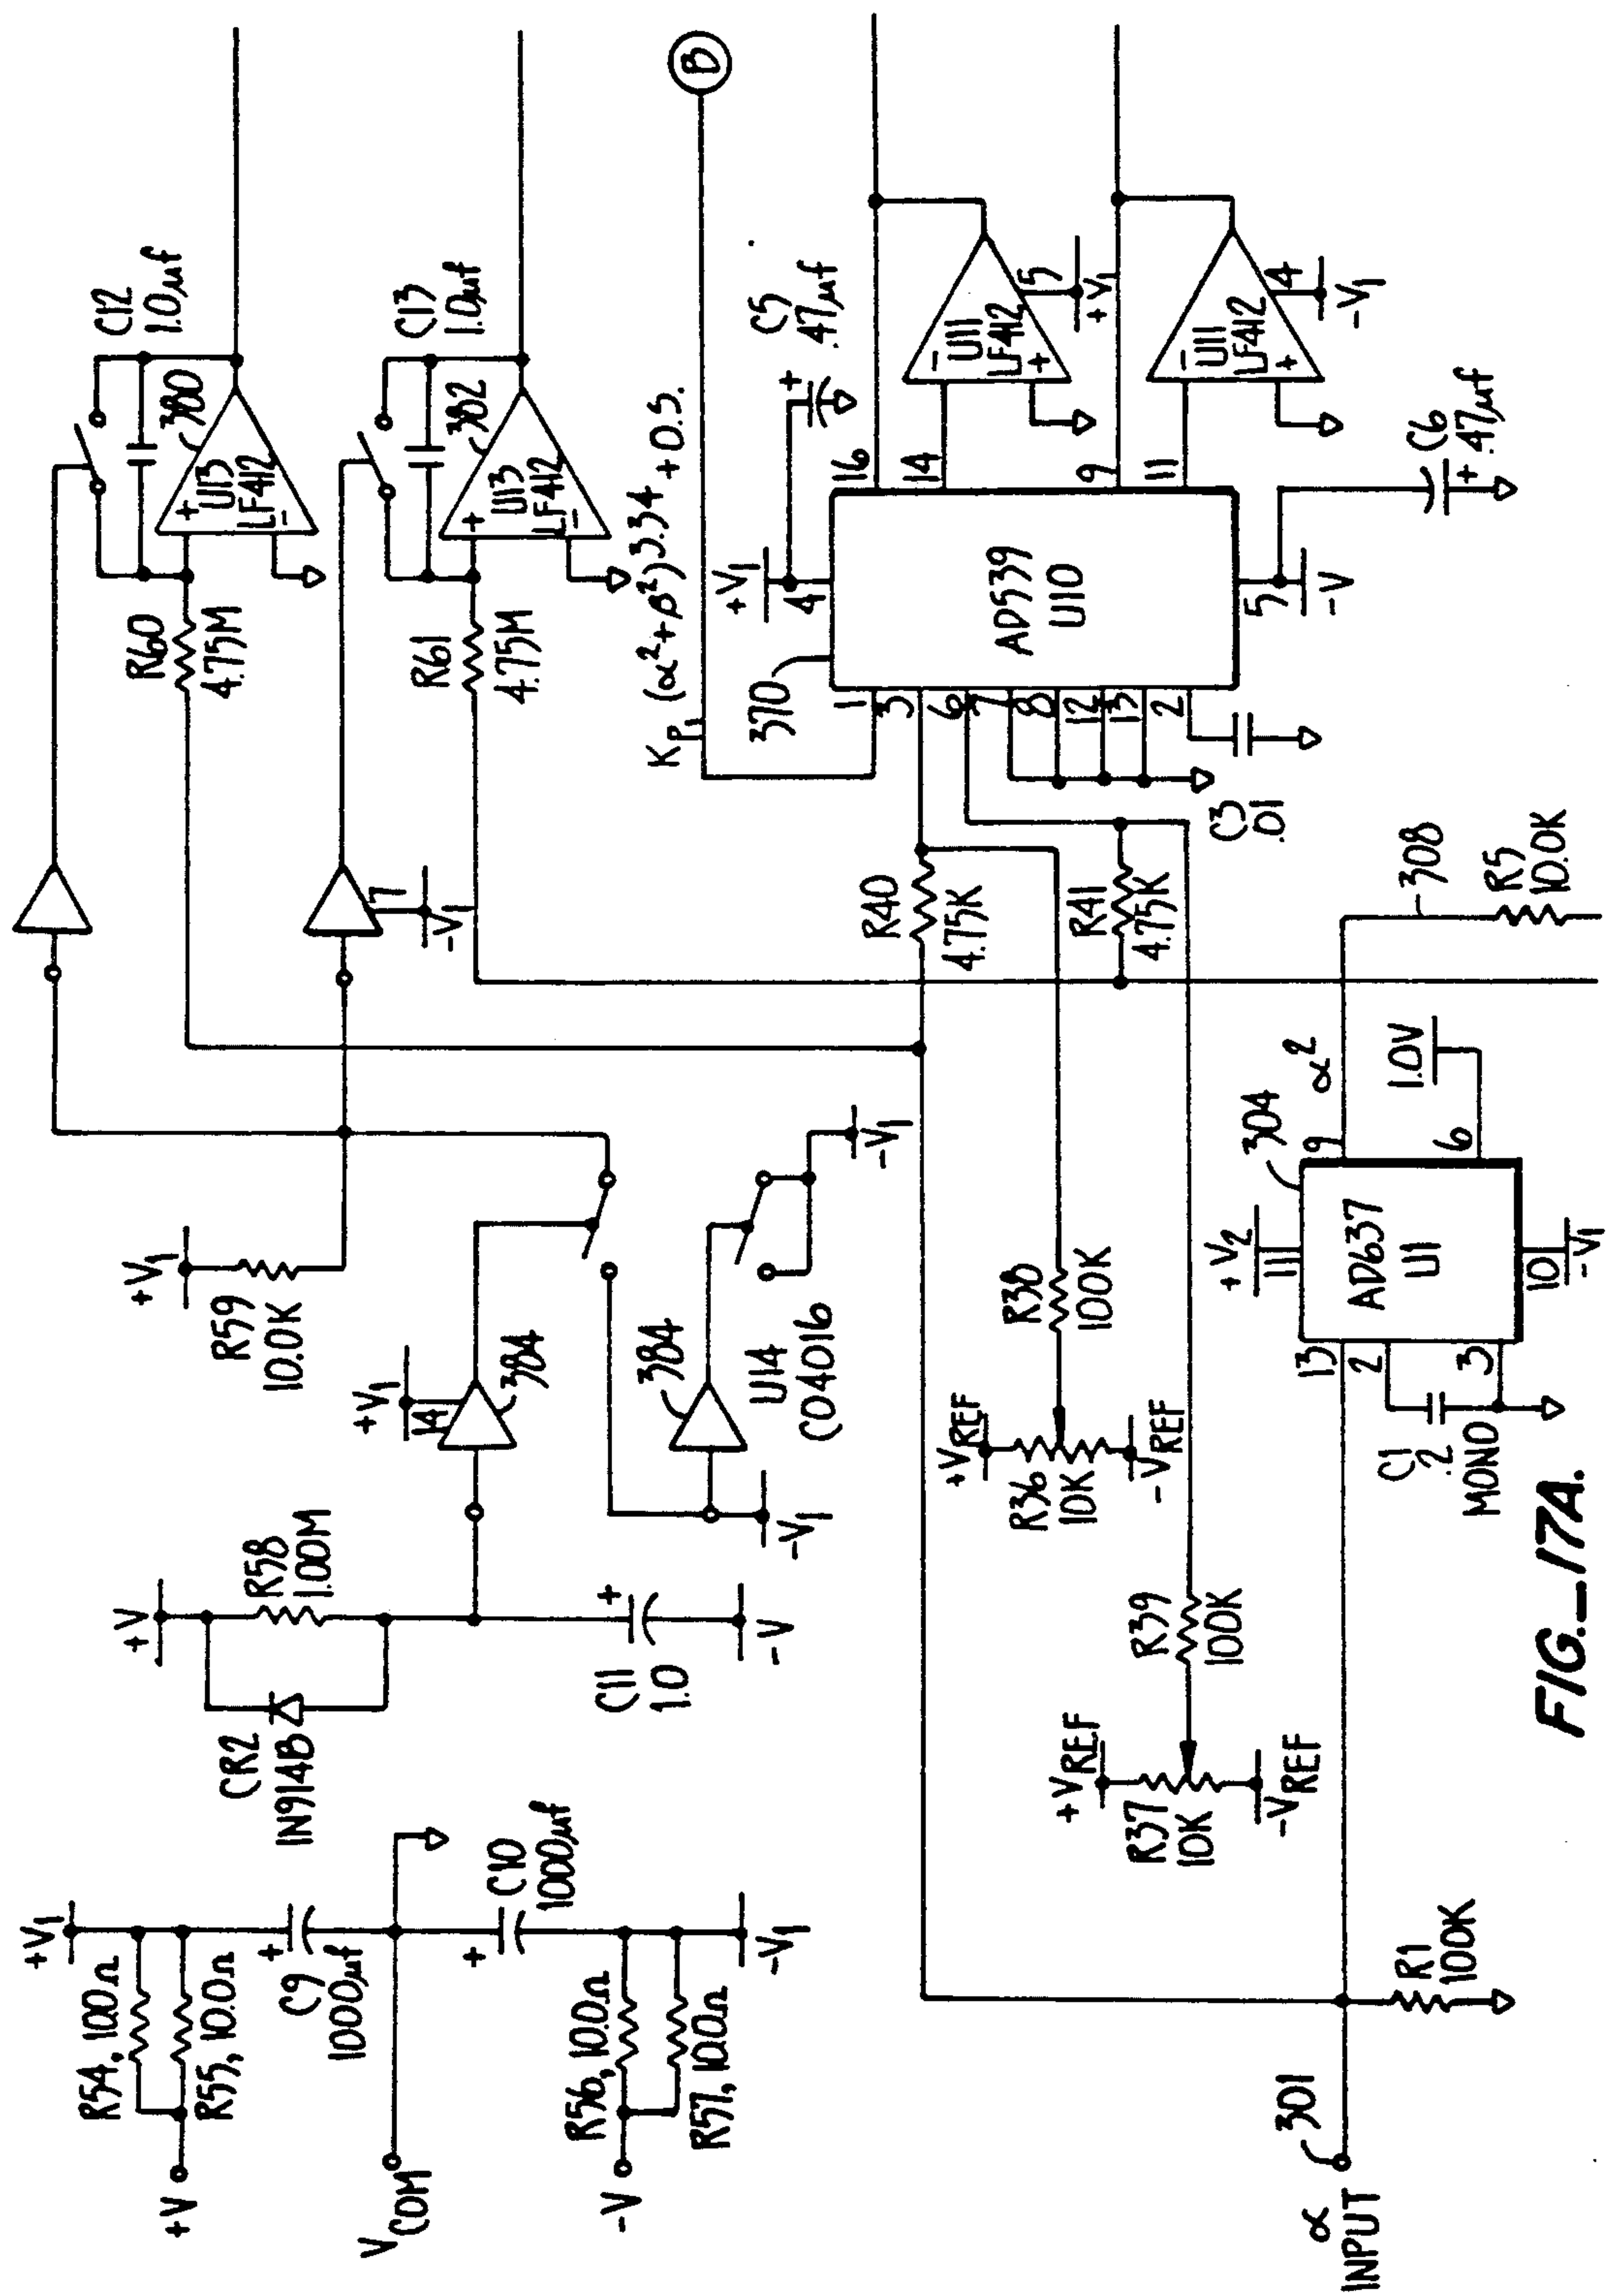 +V
R54, 10.0Ω
R55, 10.0Ω
+V1
C9
1000µf
+
VCOM
C10
1000µf
+
R56, 10.0Ω
R57, 10.0Ω
-V
-V1
CR2
IN914B
+V
R58
1.00M
C11
1.0
+
-V
+V1
14
384
384
-V1
U14
CD4016
+V1
R59
10.0K
-V1
7
-V1
R60
4.75M
C12
1.0µf
380
+
U13
LF412
-
R61
4.75M
C13
1.0µf
382
+
U13
LF412
-
KP1 (α²+β²)3.34+0.5.
B
370
+V1
4
C5
.47µf
+
1
3
6
7
8
12
13
2
AD539
U10
16
14
9
11
5
-V
C6
.47µf
+
-
U11
LF412
+
5
+V1
-
U11
LF412
+
4
-V1
C3
.01
R40
4.75K
R41
4.75K
+VREF
R36
10K
-VREF
R38
100K
+VREF
R37
10K
-VREF
R39
100K
α
INPUT
301
R1
100K
C1
.2
MONO
13
2
3
+V2
11
AD637
U1
10
-V1
304
9
6
α²
1.0V
308
R5
10.0K
FIG._17A.